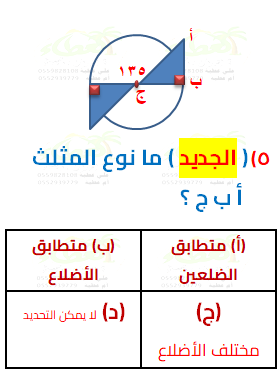 أ
١٣٥
ب
ج
٥) ( الجديد ) ما نوع المثلث
أ ب ج ؟
(أ) متطابق الضلعين
(ب) متطابق الأضلاع
(ج) مختلف الأضلاع
(د) لا يمكن التحديد